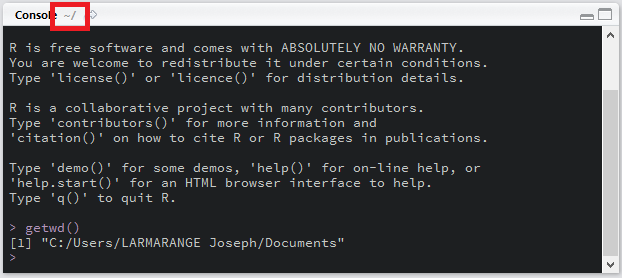 Console ~/
R is free software and comes with ABSOLUTELY NO WARRANTY.
You are welcome to redistribute it under certain conditions.
Type 'license()' or 'licence()' for distribution details.
R is a collaborative project with many contributors.
Type 'contributors()' for more information and
'citation()' on how to cite R or R packages in publications.
Type 'demo()' for some demos, 'help()' for on-line help, or
'help.start()' for an HTML browser interface to help.
Type 'q()' to quit R.
> getwd()
[1] "C:/Users/LARMARANGE Joseph/Documents"
>